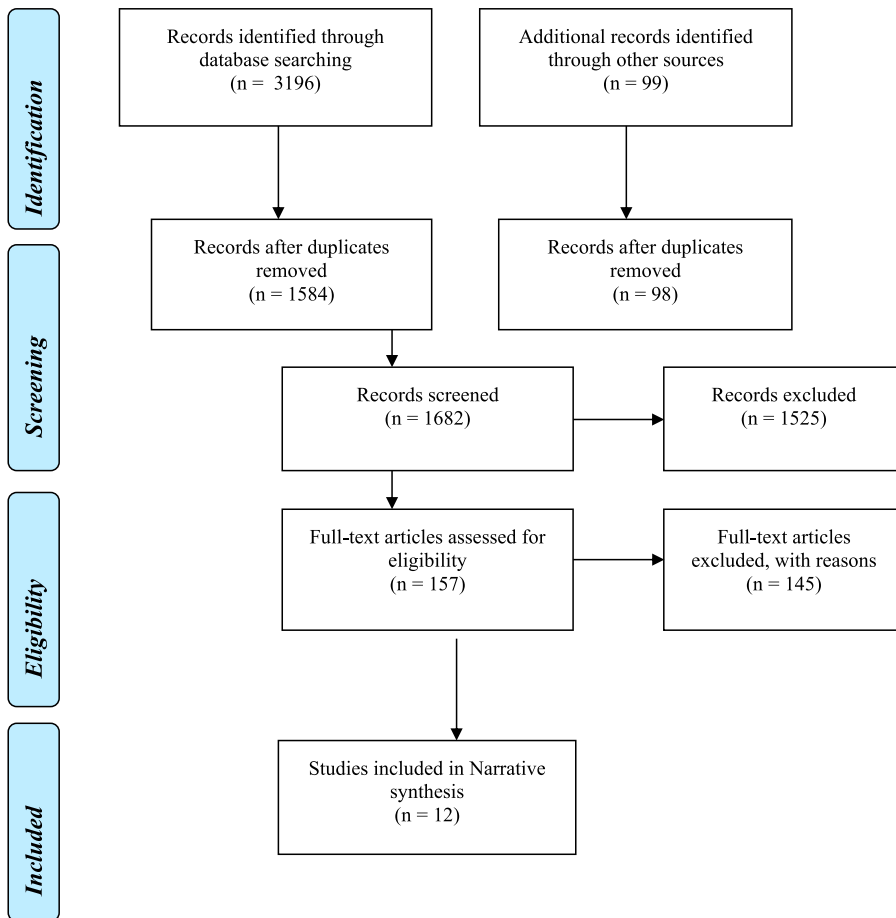 Identification
Records identified through
database searching
(n =  3196)
Additional records identified
through other sources
(n = 99)
Records after duplicates
removed
(n = 1584)
Records after duplicates
removed
(n = 98)
Screening
Records screened
(n = 1682)
Records excluded
(n = 1525)
Eligibility
Full-text articles assessed for
eligibility
(n = 157)
Full-text articles
excluded, with reasons
(n = 145)
Included
Studies included in Narrative
synthesis
(n = 12)